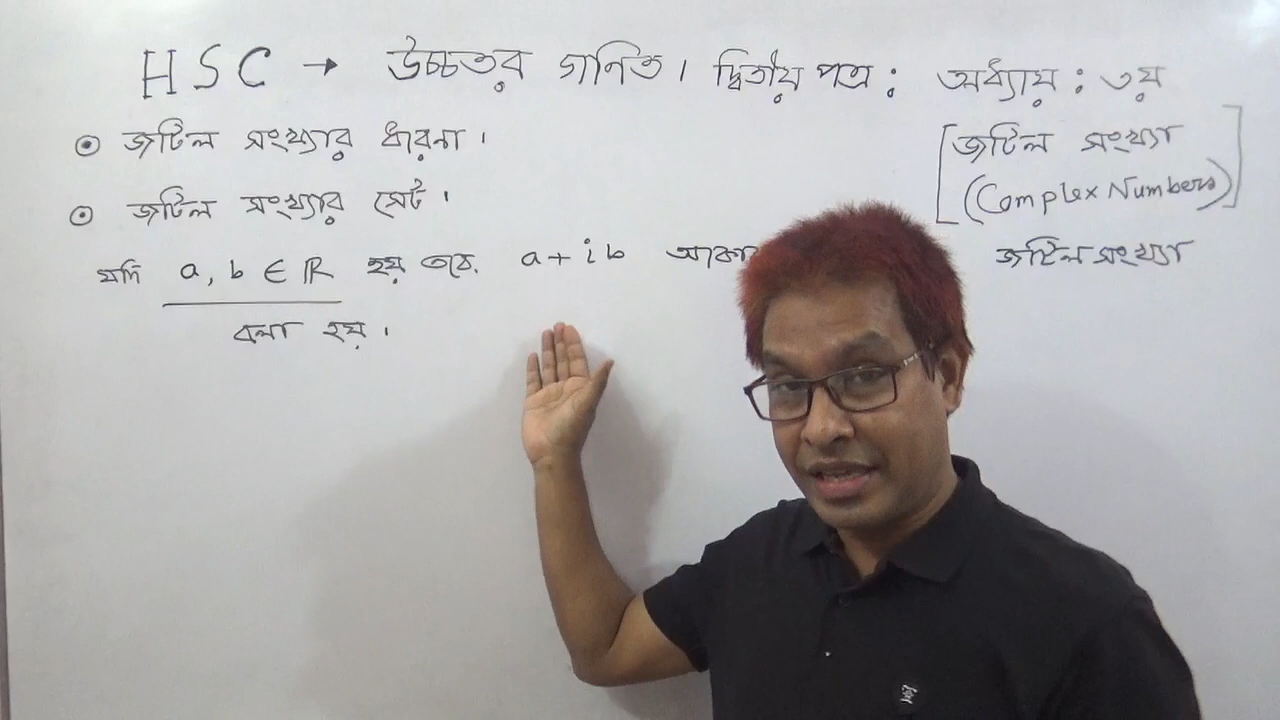 HSC → উচ্চতর গণিত। দ্বিতীয় পত্র : অধ্যায় : ৩য়
[জটিল সংখ্যা
(Complex Numbers)]
⊙ জটিল সংখ্যার ধারনা।
⊙ জটিল সংখ্যার সেট।
যদি a, b ∈ ℝ হয় তবে a + ib জটিল সংখ্যা
বলা হয়।